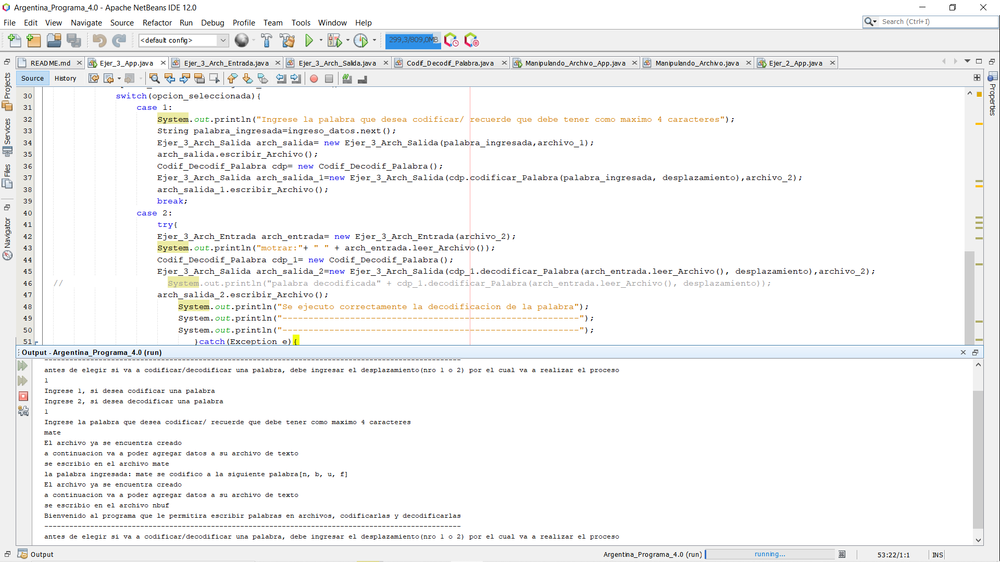 Argentina_Programa_4.0 - Apache NetBeans IDE 12.0
File Edit View Navigate Source Refactor Run Debug Profile Team Tools Window Help
Search (Ctrl+I)
<default config>
299,3/809,0MB
README.md Ejer_3_App.java Ejer_3_Arch_Entrada.java Ejer_3_Arch_Salida.java Codif_Decodif_Palabra.java Manipulando_Archivo_App.java Manipulando_Archivo.java Ejer_2_App.java
Source History
Projects
Services
Files
Navigator
Properties
30 switch(opcion_seleccionada){
31 case 1:
32 System.out.println("Ingrese la palabra que desea codificar/ recuerde que debe tener como maximo 4 caracteres");
33 String palabra_ingresada=ingreso_datos.next();
34 Ejer_3_Arch_Salida arch_salida= new Ejer_3_Arch_Salida(palabra_ingresada,archivo_1);
35 arch_salida.escribir_Archivo();
36 Codif_Decodif_Palabra cdp= new Codif_Decodif_Palabra();
37 Ejer_3_Arch_Salida arch_salida_1=new Ejer_3_Arch_Salida(cdp.codificar_Palabra(palabra_ingresada, desplazamiento),archivo_2);
38 arch_salida_1.escribir_Archivo();
39 break;
40 case 2:
41 try{
42 Ejer_3_Arch_Entrada arch_entrada= new Ejer_3_Arch_Entrada(archivo_2);
43 System.out.println("motrar:"+ " " + arch_entrada.leer_Archivo());
44 Codif_Decodif_Palabra cdp_1= new Codif_Decodif_Palabra();
45 Ejer_3_Arch_Salida arch_salida_2=new Ejer_3_Arch_Salida(cdp_1.decodificar_Palabra(arch_entrada.leer_Archivo(), desplazamiento),archivo_2);
46 // System.out.println("palabra decodificada" + cdp_1.decodificar_Palabra(arch_entrada.leer_Archivo(), desplazamiento));
47 arch_salida_2.escribir_Archivo();
48 System.out.println("Se ejecuto correctamente la decodificacion de la palabra");
49 System.out.println("---------------------------------------------------------");
50 System.out.println("---------------------------------------------------------");
51 }catch(Exception e){
Output - Argentina_Programa_4.0 (run)
----------------------------------------------------------------------------------------------------
antes de elegir si va a codificar/decodificar una palabra, debe ingresar el desplazamiento(nro 1 o 2) por el cual va a realizar el proceso
1
Ingrese 1, si desea codificar una palabra
Ingrese 2, si desea decodificar una palabra
1
Ingrese la palabra que desea codificar/ recuerde que debe tener como maximo 4 caracteres
mate
El archivo ya se encuentra creado
a continuacion va a poder agregar datos a su archivo de texto
se escribio en el archivo mate
la palabra ingresada: mate se codifico a la siguiente palabra[n, b, u, f]
El archivo ya se encuentra creado
a continuacion va a poder agregar datos a su archivo de texto
se escribio en el archivo nbuf
Bienvenido al programa que le permitira escribir palabras en archivos, codificarlas y decodificarlas
----------------------------------------------------------------------------------------------------
antes de elegir si va a codificar/decodificar una palabra, debe ingresar el desplazamiento(nro 1 o 2) por el cual va a realizar el proceso
Output Argentina_Programa_4.0 (run) running... 53:22/1:1 INS